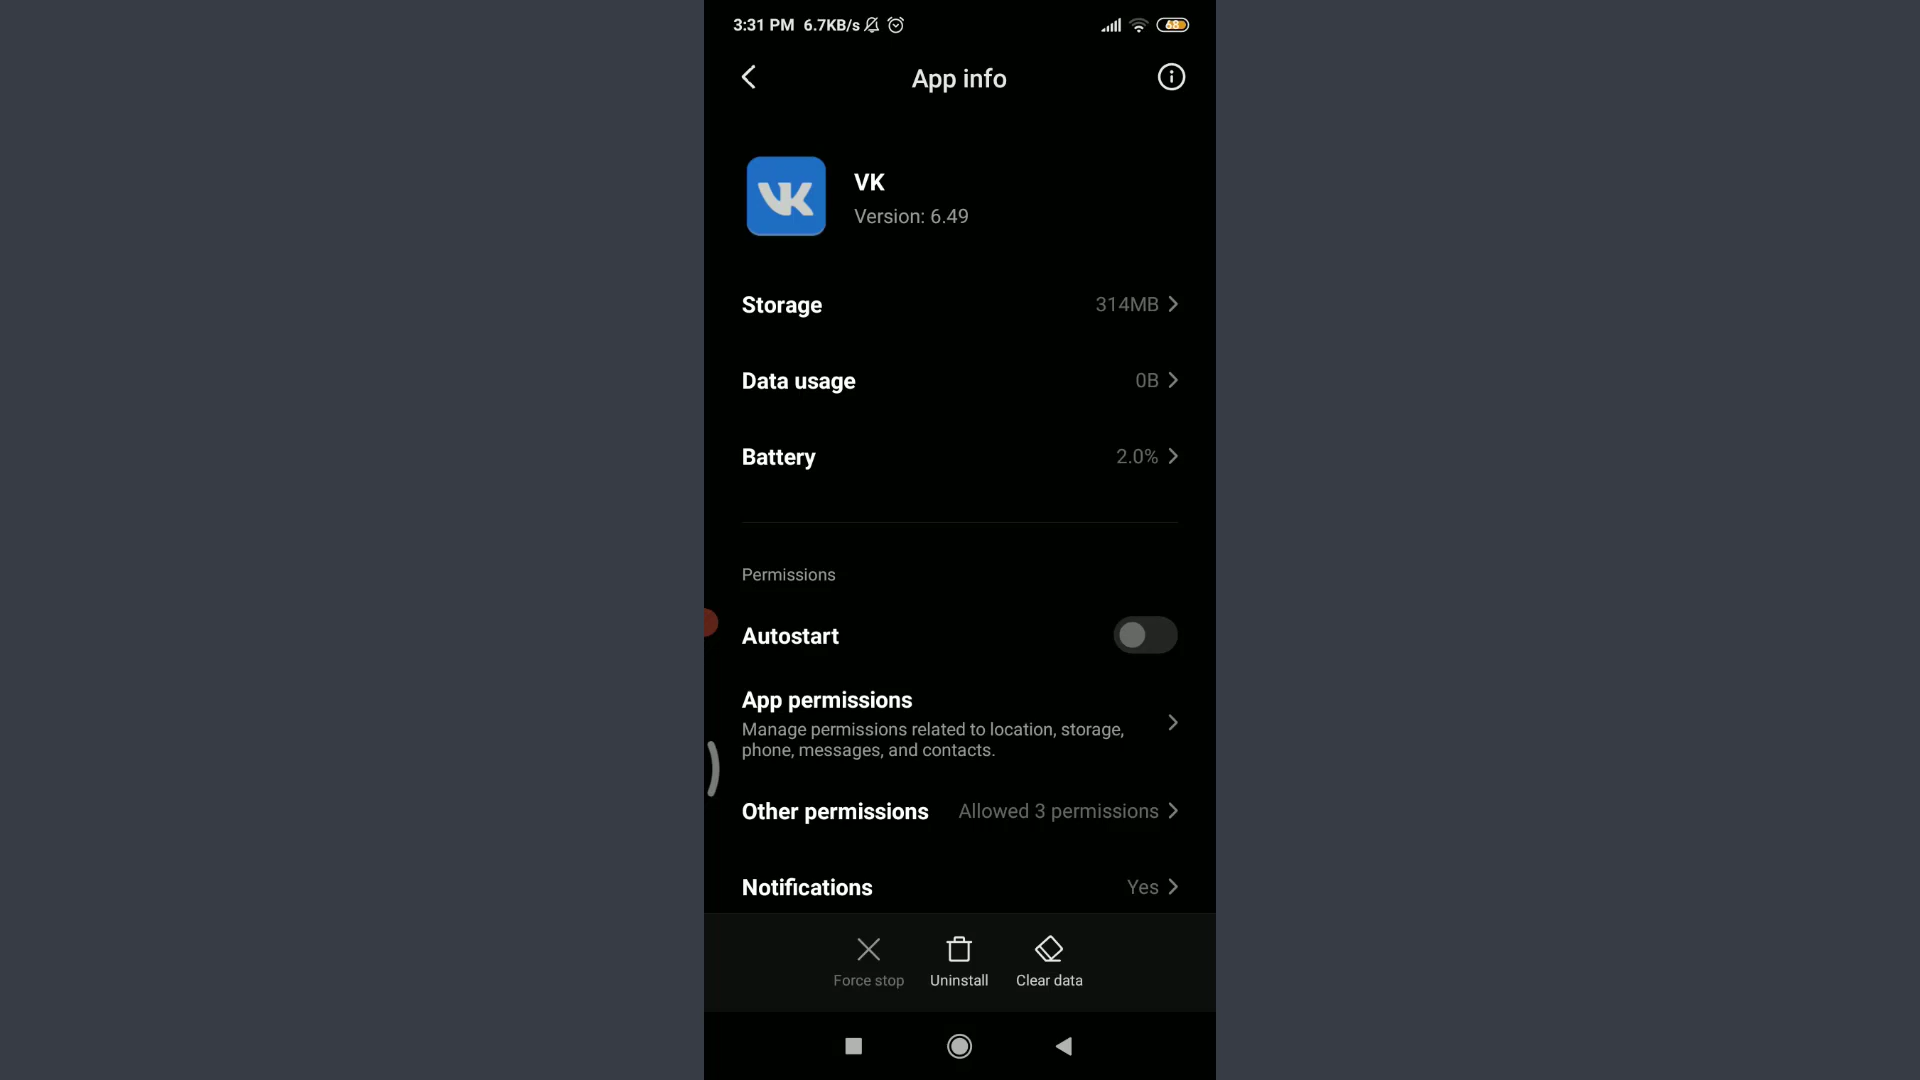 3:31 PM 6.7KB/s 68
App info
VK
VK
Version: 6.49
Storage 314MB
Data usage 0B
Battery 2.0%
Permissions
Autostart
App permissions
Manage permissions related to location, storage,
phone, messages, and contacts.
Other permissions Allowed 3 permissions
Notifications Yes
Force stop Uninstall Clear data